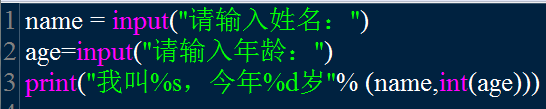 1 name = input("请输入姓名：")
2 age=input("请输入年龄：")
3 print("我叫%s，今年%d岁"% (name,int(age)))